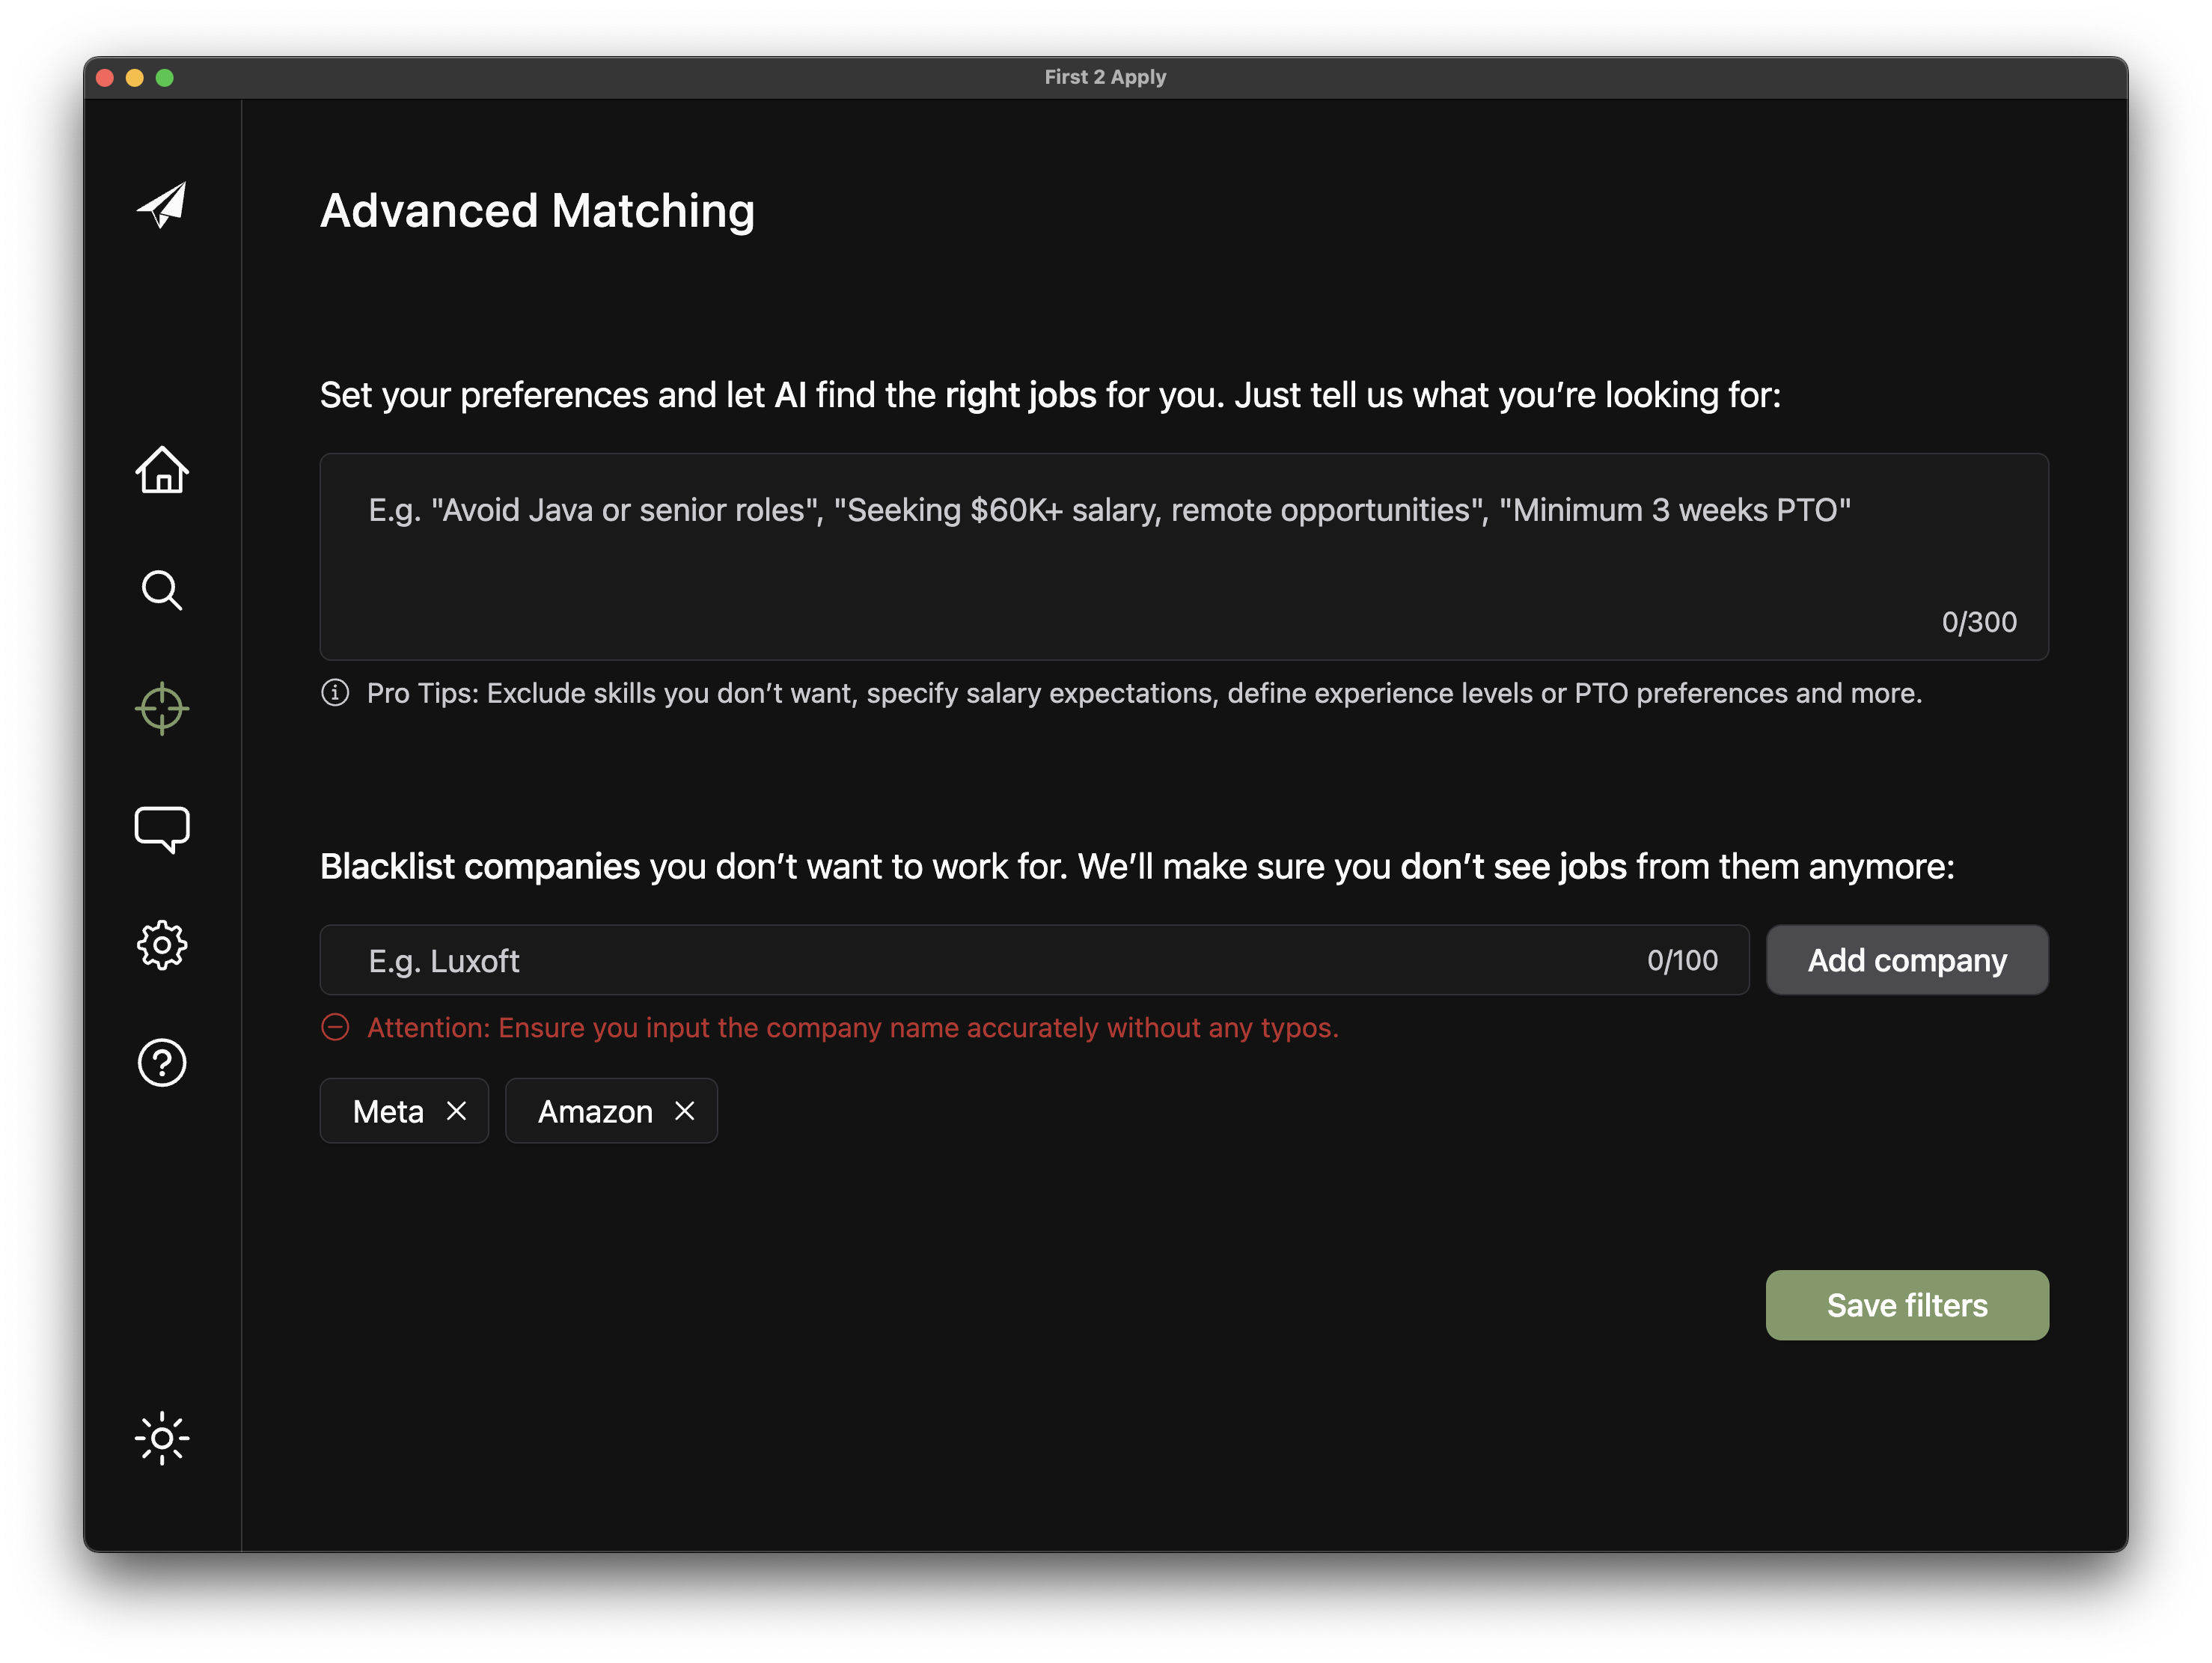 First 2 Apply
Advanced Matching
Set your preferences and let AI find the right jobs for you. Just tell us what you’re looking for:
E.g. "Avoid Java or senior roles", "Seeking $60K+ salary, remote opportunities", "Minimum 3 weeks PTO"
0/300
Pro Tips: Exclude skills you don’t want, specify salary expectations, define experience levels or PTO preferences and more.
Blacklist companies you don’t want to work for. We’ll make sure you don’t see jobs from them anymore:
E.g. Luxoft 0/100 Add company
Attention: Ensure you input the company name accurately without any typos.
Meta Amazon
Save filters